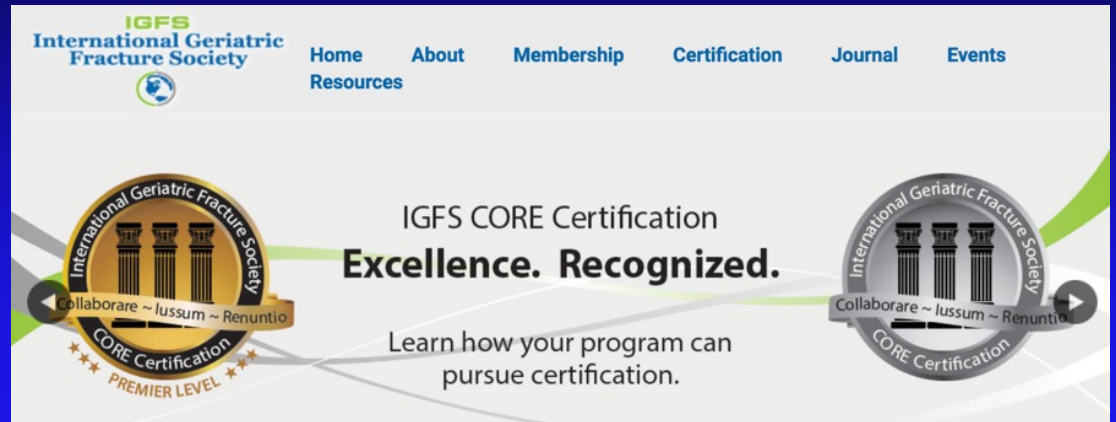 IGFS
International Geriatric
Fracture Society
Home About Membership Certification Journal Events
Resources
International Geriatric Fracture Society
Collaborare ~ Iussum ~ Renuntio
CORE Certification
PREMIER LEVEL
IGFS CORE Certification
Excellence. Recognized.
Learn how your program can
pursue certification.
International Geriatric Fracture Society
Collaborare ~ Iussum ~ Renuntio
CORE Certification